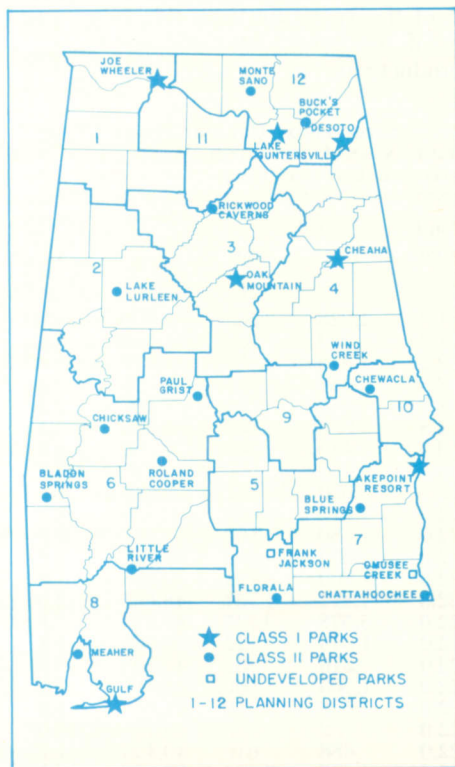 JOE
WHEELER
MONTE
SANO
12
BUCK'S
POCKET
DESOTO
1
11
LAKE
GUNTERSVILLE
RICKWOOD
CAVERNS
3
CHEAHA
2
OAK
MOUNTAIN
4
LAKE
LURLEEN
WIND
CREEK
PAUL
GRIST
CHEWACLA
9
10
CHICKSAW
BLADON
SPRINGS
6
ROLAND
COOPER
5
LAKEPOINT
RESORT
BLUE
SPRINGS
7
LITTLE
RIVER
FRANK
JACKSON
OMUSEE
CREEK
FLORALA
CHATTAHOOCHEE
8
MEAHER
GULF
CLASS I PARKS
CLASS II PARKS
UNDEVELOPED PARKS
1-12 PLANNING DISTRICTS